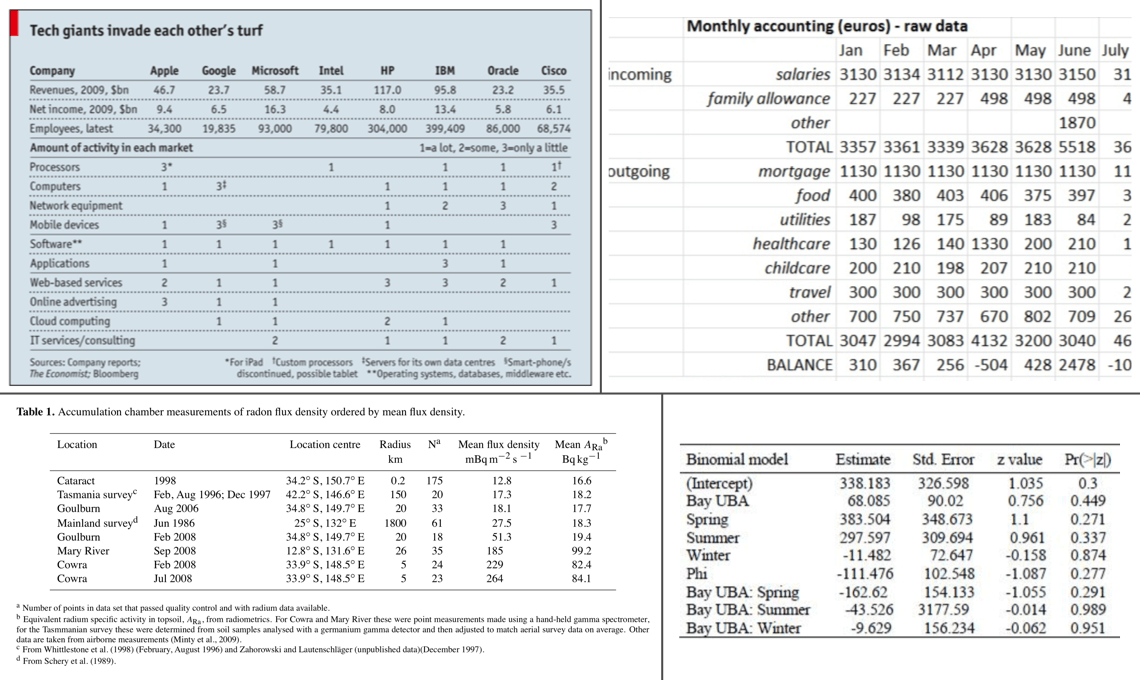 Tech giants invade each other's turf
Company Apple Google Microsoft Intel HP IBM Oracle Cisco
Revenues, 2009, $bn 46.7 23.7 58.7 35.1 117.0 95.8 23.2 35.5
Net income, 2009, $bn 9.4 6.5 16.3 4.4 8.0 13.4 5.8 6.1
Employees, latest 34,300 19,835 93,000 79,800 304,000 399,409 86,000 68,574
Amount of activity in each market 1=a lot, 2=some, 3=only a little
Processors 3* 1 1 1 1†
Computers 1 3‡ 1 1 1 2
Network equipment 1 2 3 1
Mobile devices 1 3§ 3§ 1 3
Software** 1 1 1 1 1 1 1
Applications 1 1 3 1
Web-based services 2 1 1 3 3 2 1
Online advertising 3 1 1
Cloud computing 1 1 2 1
IT services/consulting 2 1 1 2 1
Sources: Company reports; *For iPad †Custom processors ‡Servers for its own data centres §Smart-phone/s
The Economist; Bloomberg discontinued, possible tablet **Operating systems, databases, middleware etc.
Monthly accounting (euros) - raw data
Jan Feb Mar Apr May June July
incoming salaries 3130 3134 3112 3130 3130 3150 31
family allowance 227 227 227 498 498 498 4
other 1870
TOTAL 3357 3361 3339 3628 3628 5518 36
outgoing mortgage 1130 1130 1130 1130 1130 1130 11
food 400 380 403 406 375 397 3
utilities 187 98 175 89 183 84 2
healthcare 130 126 140 1330 200 210 1
childcare 200 210 198 207 210 210
travel 300 300 300 300 300 300 2
other 700 750 737 670 802 709 26
TOTAL 3047 2994 3083 4132 3200 3040 46
BALANCE 310 367 256 -504 428 2478 -10
Table 1. Accumulation chamber measurements of radon flux density ordered by mean flux density.
Location Date Location centre Radius Nᵃ Mean flux density Mean A_Raᵇ
km mBq m⁻² s⁻¹ Bq kg⁻¹
Cataract 1998 34.2° S, 150.7° E 0.2 175 12.8 16.6
Tasmania surveyᶜ Feb, Aug 1996; Dec 1997 42.2° S, 146.6° E 150 20 17.3 18.2
Goulburn Aug 2006 34.8° S, 149.7° E 20 33 18.1 17.7
Mainland surveyᵈ Jun 1986 25° S, 132° E 1800 61 27.5 18.3
Goulburn Feb 2008 34.8° S, 149.7° E 20 18 51.3 19.4
Mary River Sep 2008 12.8° S, 131.6° E 26 35 185 99.2
Cowra Feb 2008 33.9° S, 148.5° E 5 24 229 82.4
Cowra Jul 2008 33.9° S, 148.5° E 5 23 264 84.1
ᵃ Number of points in data set that passed quality control and with radium data available.
ᵇ Equivalent radium specific activity in topsoil, A_Ra, from radiometrics. For Cowra and Mary River these were point measurements made using a hand-held gamma spectrometer,
for the Tasmmanian survey these were determined from soil samples analysed with a germanium gamma detector and then adjusted to match aerial survey data on average. Other
data are taken from airborne measurements (Minty et al., 2009).
ᶜ From Whittlestone et al. (1998) (February, August 1996) and Zahorowski and Lautenschläger (unpublished data)(December 1997).
ᵈ From Schery et al. (1989).
Binomial model Estimate Std. Error z value Pr(>|z|)
(Intercept) 338.183 326.598 1.035 0.3
Bay UBA 68.085 90.02 0.756 0.449
Spring 383.504 348.673 1.1 0.271
Summer 297.597 309.694 0.961 0.337
Winter -11.482 72.647 -0.158 0.874
Phi -111.476 102.548 -1.087 0.277
Bay UBA: Spring -162.62 154.133 -1.055 0.291
Bay UBA: Summer -43.526 3177.59 -0.014 0.989
Bay UBA: Winter -9.629 156.234 -0.062 0.951